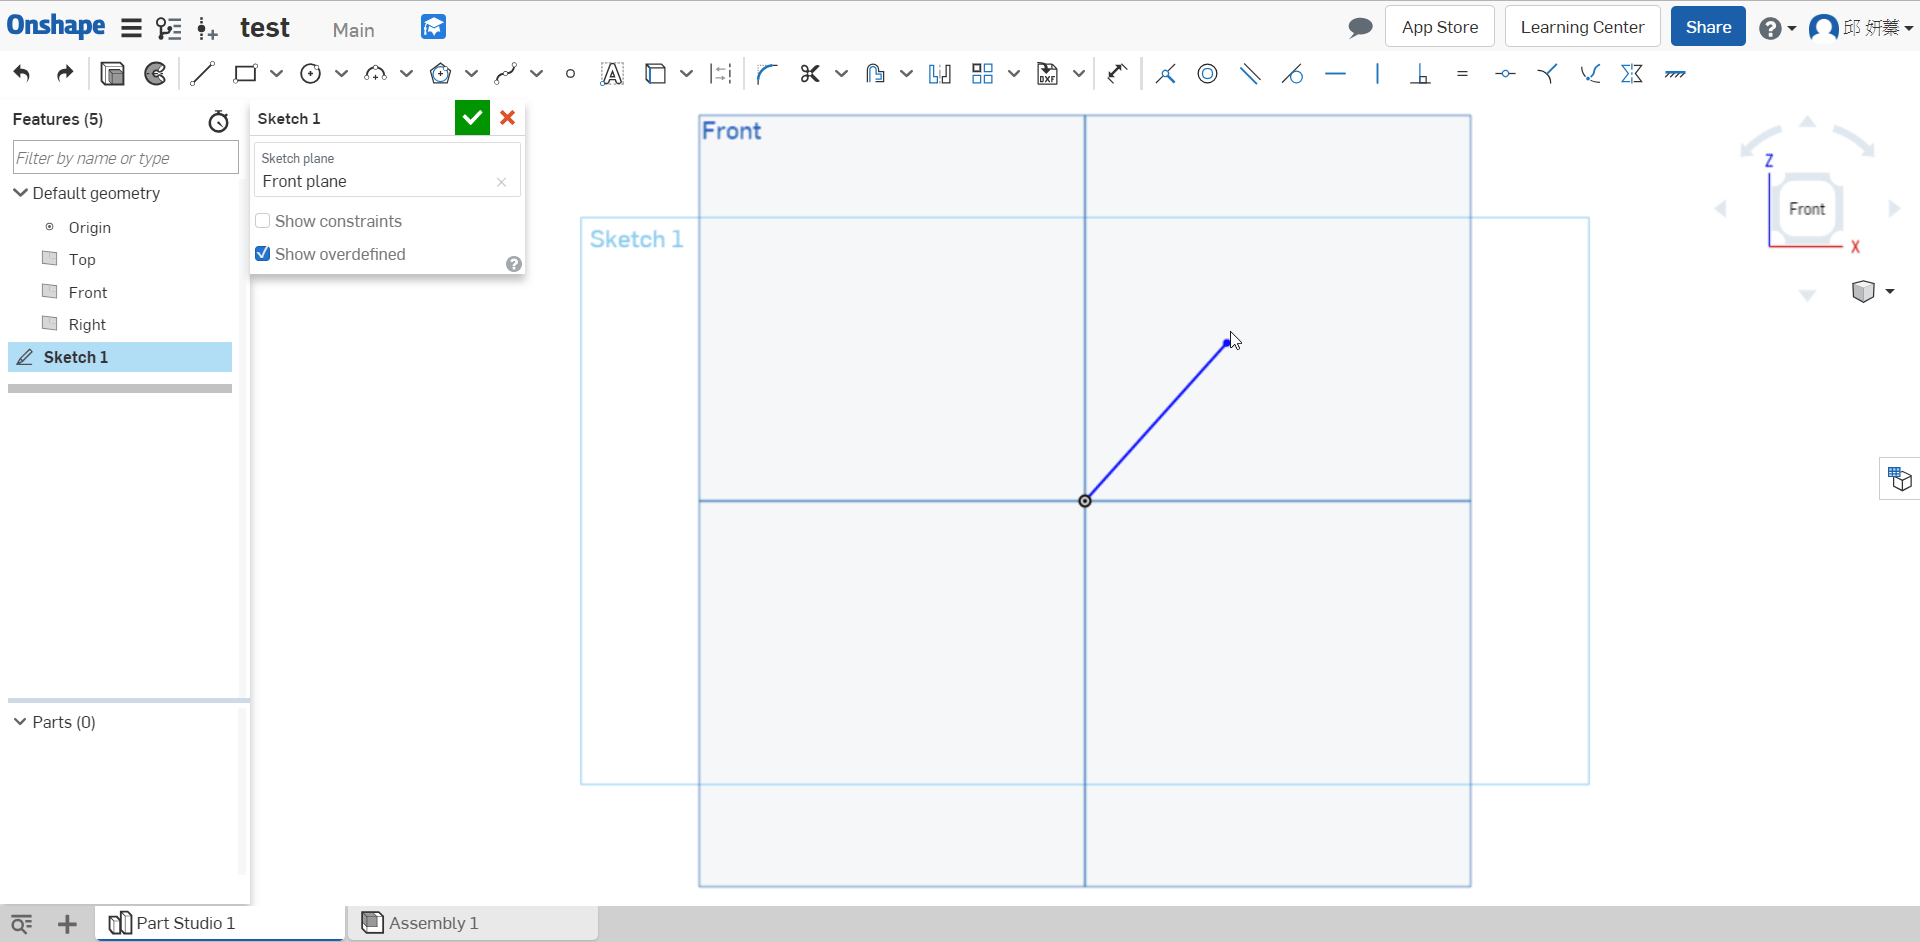 Onshape
test
Main
App Store
Learning Center
Share
邱 妍蓁
DXF
Features (5)
Filter by name or type
Default geometry
Origin
Top
Front
Right
Sketch 1
Parts (0)
Sketch 1
Sketch plane
Front plane
Show constraints
Show overdefined
Front
Sketch 1
Z
Front
X
Part Studio 1
Assembly 1